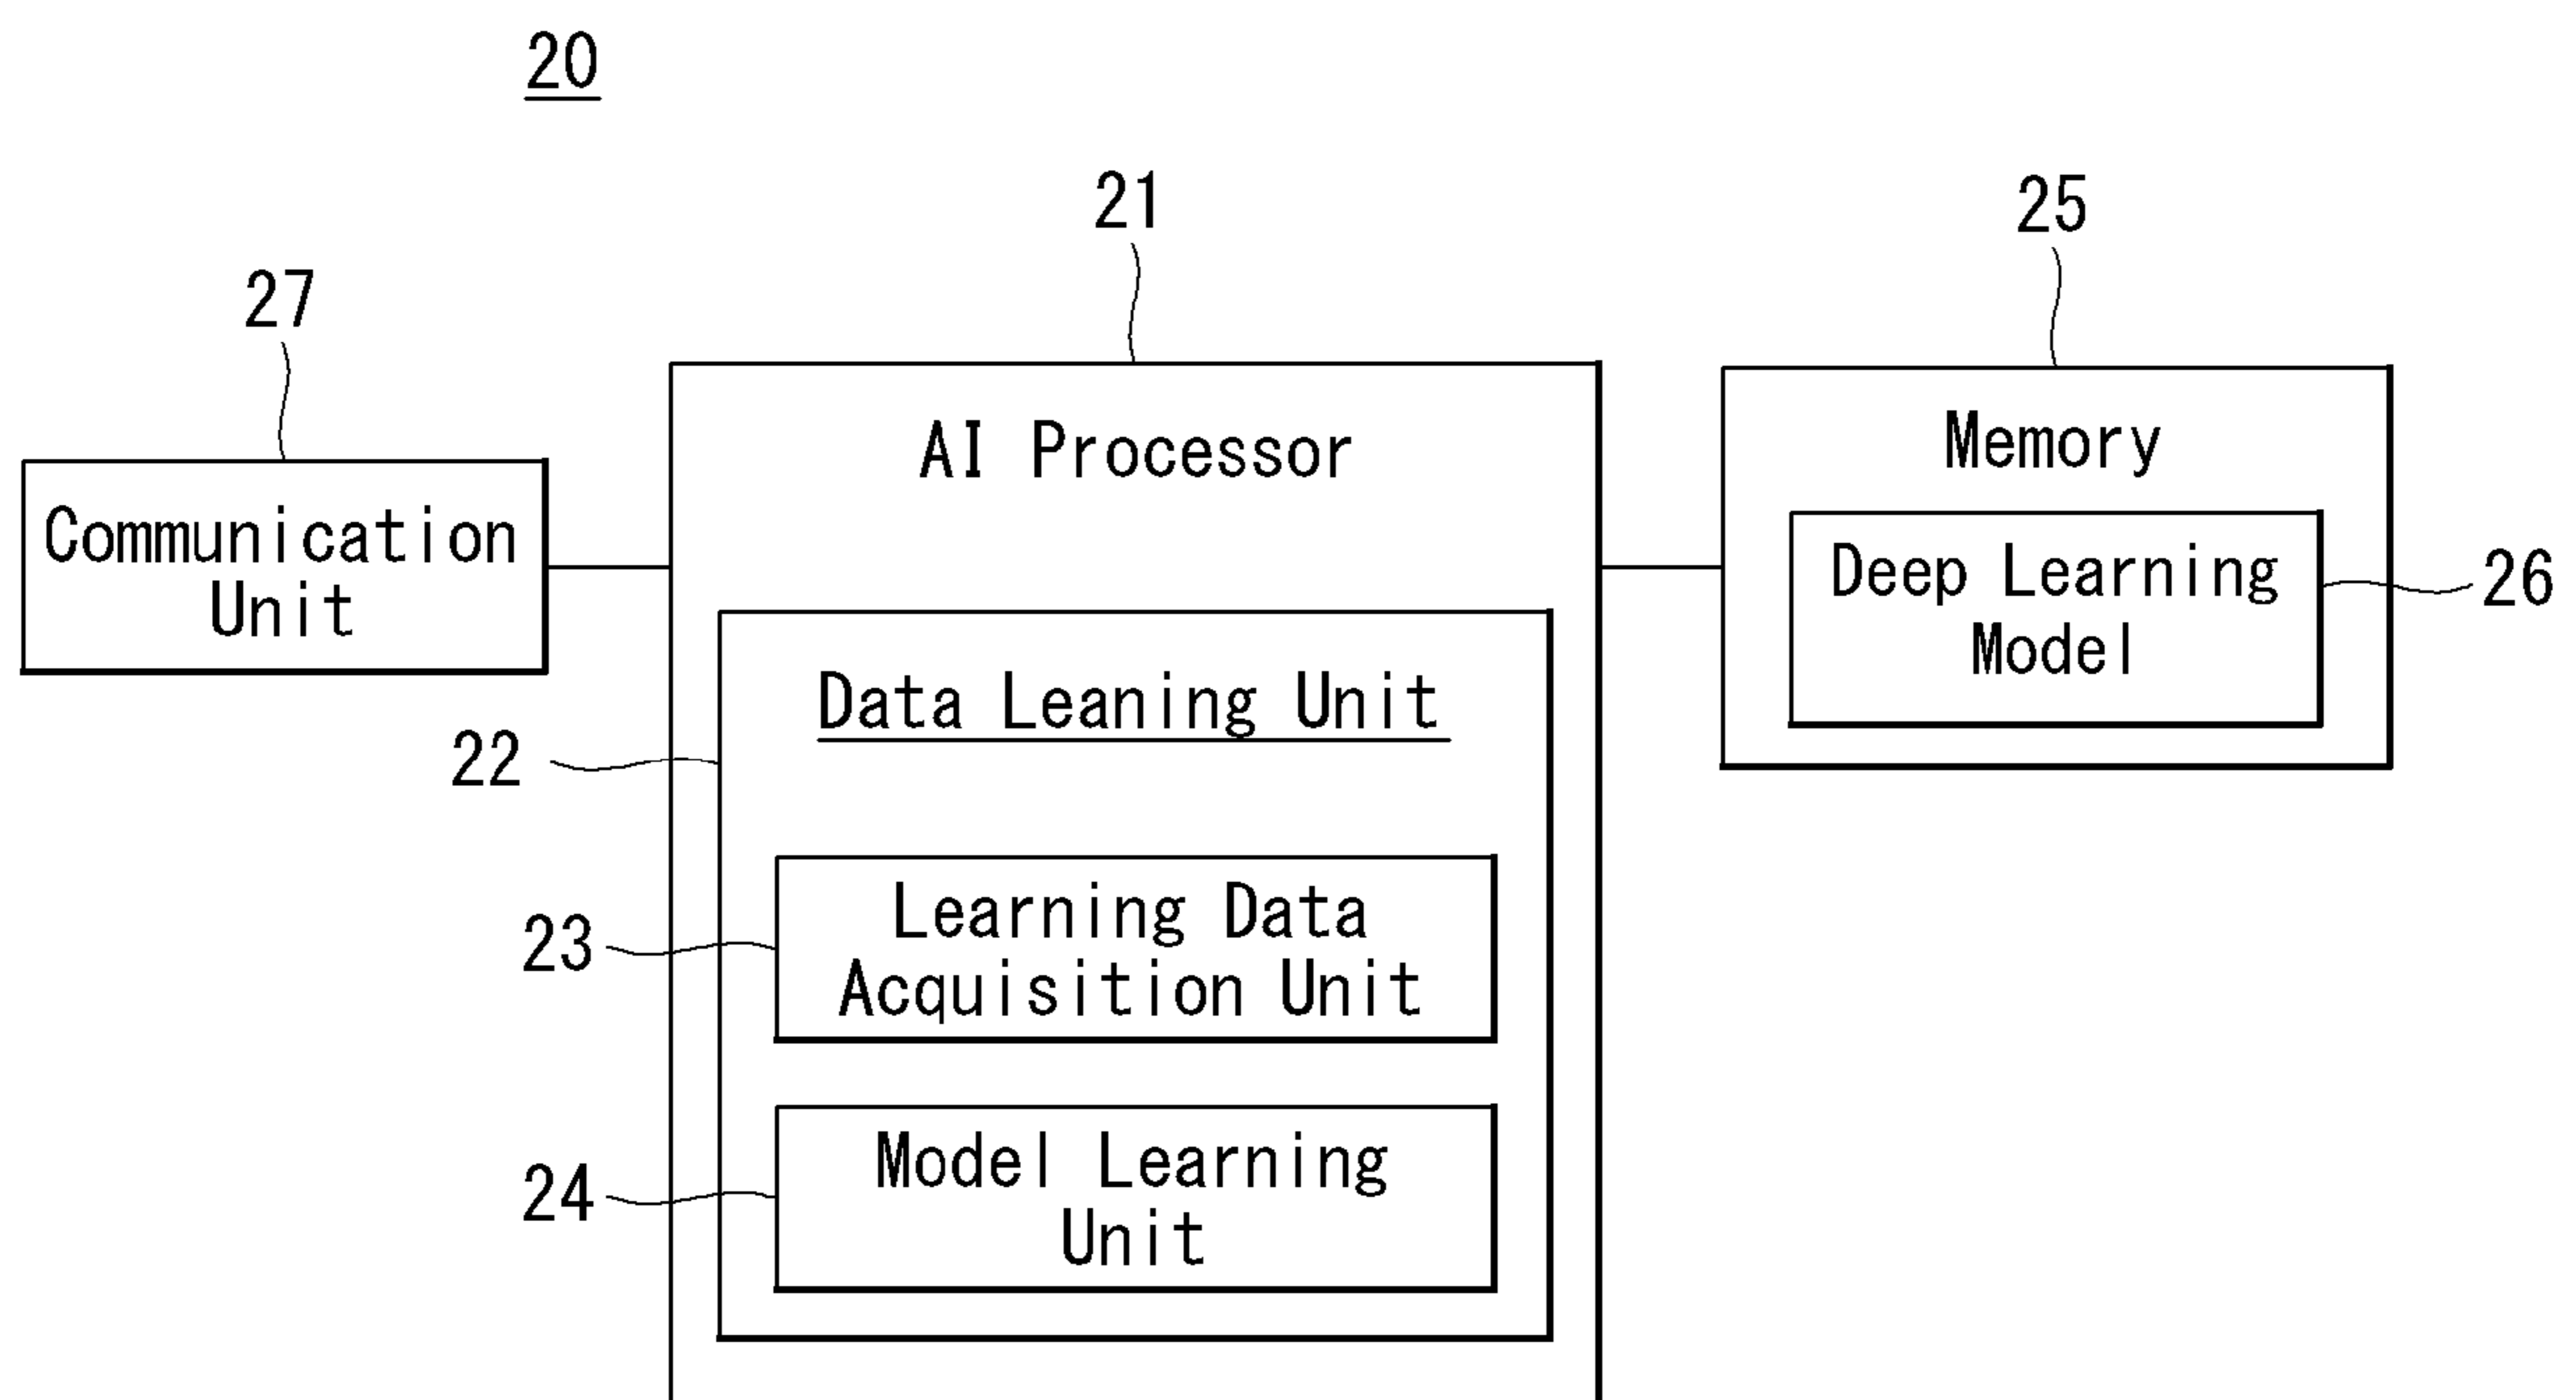 20
21
25
27
AI Processor
Memory
Communication
Unit
Deep Learning
Model
26
Data Leaning Unit
22
Learning Data
Acquisition Unit
23
Model Learning
Unit
24